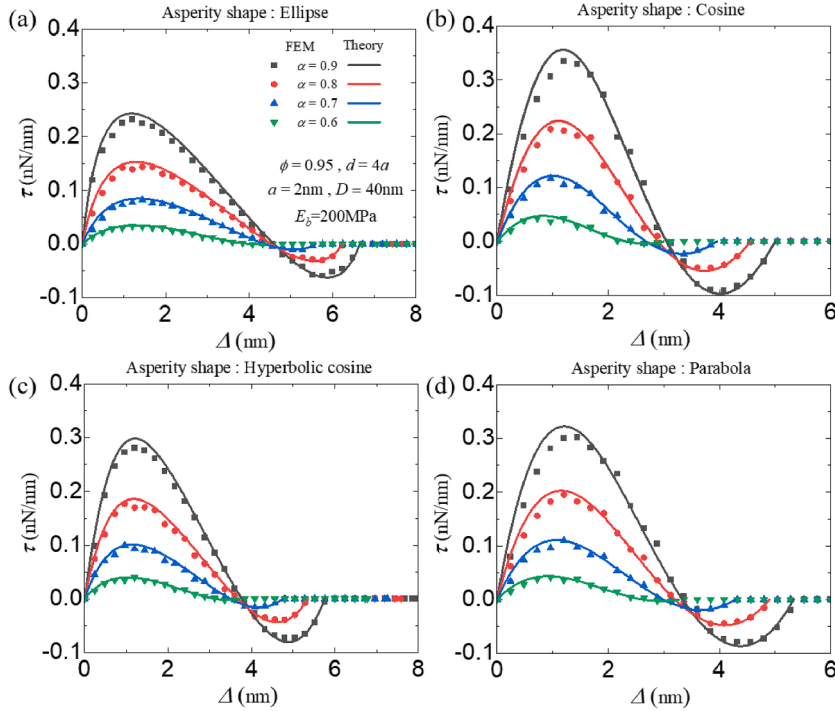 (a) Asperity shape : Ellipse
0.4
0.3
0.2
0.1
0.0
-0.1
τ (nN/nm)
FEM Theory
α = 0.9
α = 0.8
α = 0.7
α = 0.6
ϕ = 0.95 , d = 4a
a = 2nm , D = 40nm
E_b=200MPa
0 2 4 6 8
Δ (nm)
(b) Asperity shape : Cosine
0.4
0.3
0.2
0.1
0.0
-0.1
τ (nN/nm)
0 2 4 6
Δ (nm)
(c) Asperity shape : Hyperbolic cosine
0.4
0.3
0.2
0.1
0.0
-0.1
τ (nN/nm)
0 2 4 6 8
Δ (nm)
(d) Asperity shape : Parabola
0.4
0.3
0.2
0.1
0.0
-0.1
τ (nN/nm)
0 2 4 6
Δ (nm)